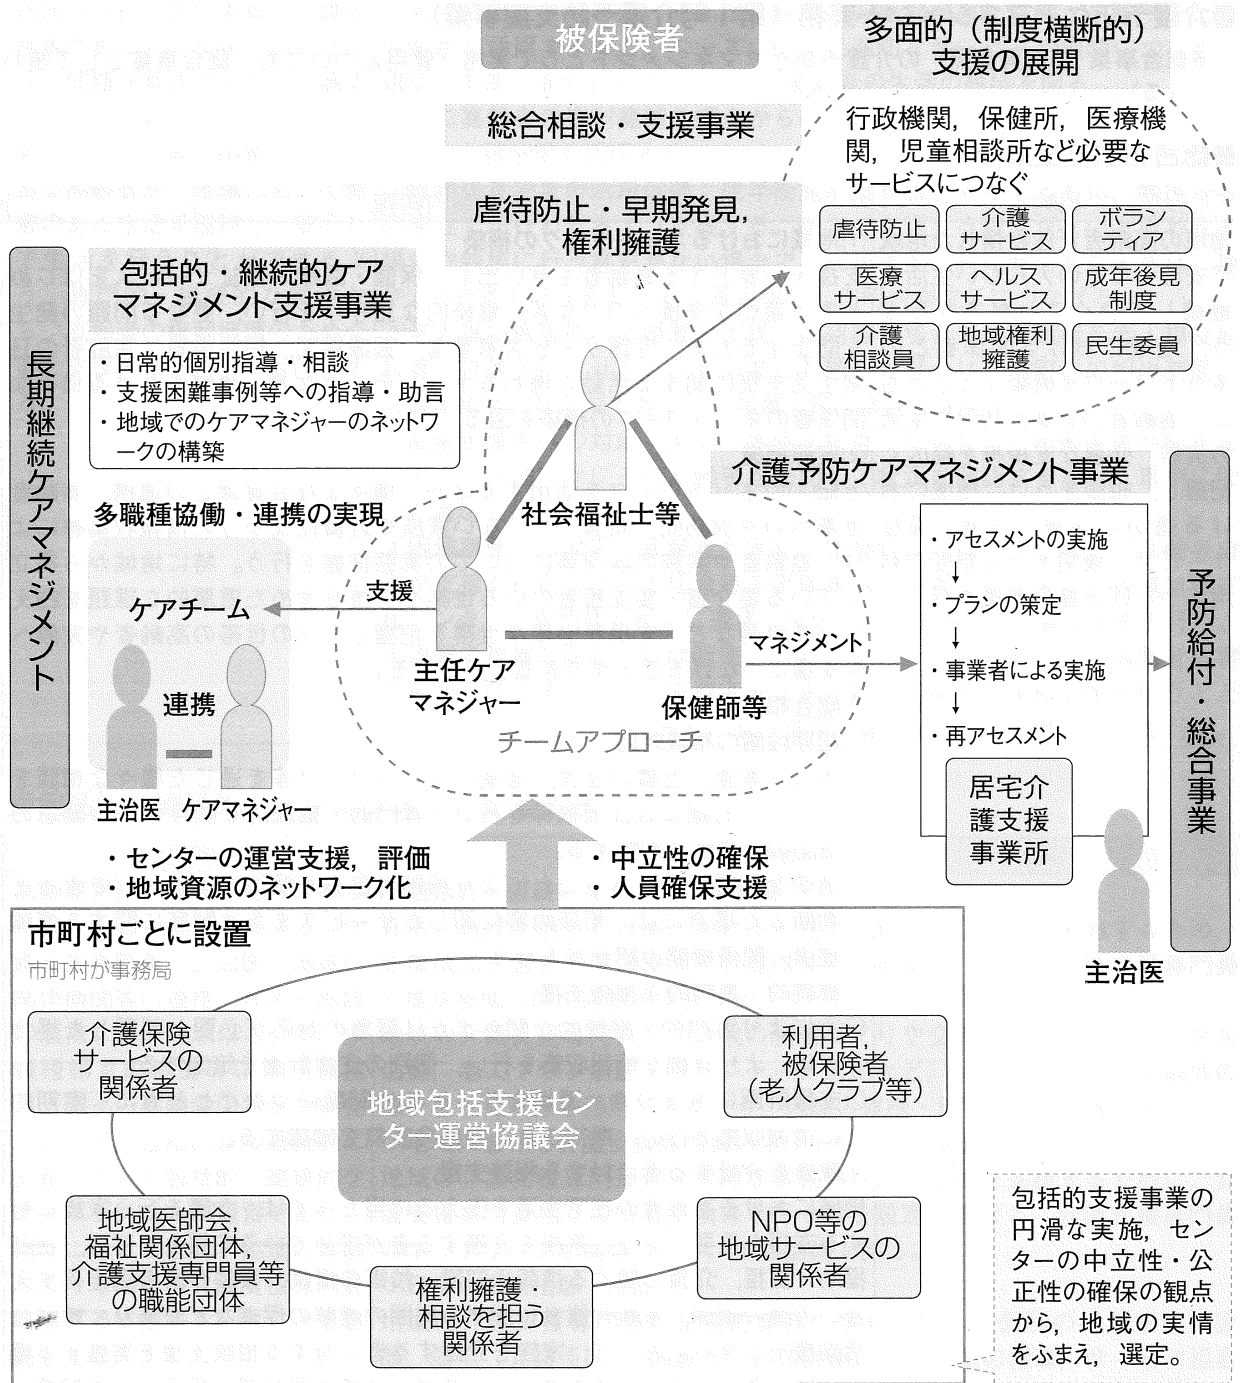 被保険者
多面的（制度横断的）
支援の展開
総合相談・支援事業
行政機関，保健所，医療機
関，児童相談所など必要な
サービスにつなぐ
虐待防止
介護
サービス
ボラン
ティア
医療
サービス
ヘルス
サービス
成年後見
制度
介護
相談員
地域権利
擁護
民生委員
虐待防止・早期発見，
権利擁護
長期継続ケアマネジメント
包括的・継続的ケア
マネジメント支援事業
・日常的個別指導・相談
・支援困難事例等への指導・助言
・地域でのケアマネジャーのネットワ
ークの構築
多職種協働・連携の実現
ケアチーム
連携
主治医
ケアマネジャー
支援
社会福祉士等
主任ケア
マネジャー
保健師等
チームアプローチ
マネジメント
介護予防ケアマネジメント事業
・アセスメントの実施
↓
・プランの策定
↓
・事業者による実施
↓
・再アセスメント
居宅介
護支援
事業所
主治医
予防給付・総合事業
・センターの運営支援，評価
・地域資源のネットワーク化
・中立性の確保
・人員確保支援
市町村ごとに設置
市町村が事務局
介護保険
サービスの
関係者
利用者，
被保険者
（老人クラブ等）
地域包括支援セン
ター運営協議会
地域医師会，
福祉関係団体，
介護支援専門員等
の職能団体
権利擁護・
相談を担う
関係者
NPO等の
地域サービスの
関係者
包括的支援事業の
円滑な実施，セン
ターの中立性・公
正性の確保の観点
から，地域の実情
をふまえ，選定。